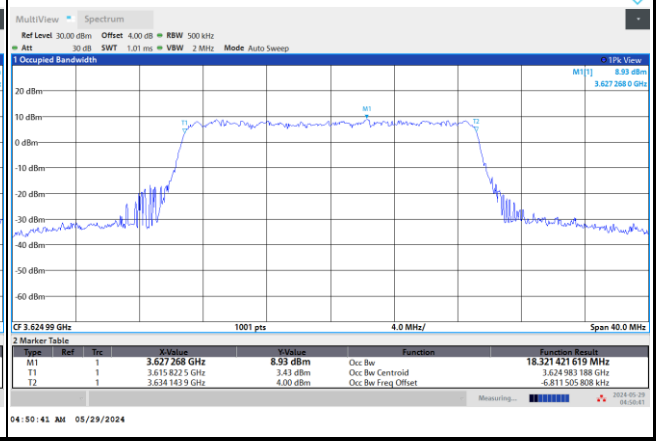 MultiView Spectrum
Ref Level 30.00 dBm Offset 4.00 dB RBW 500 kHz
Att 30 dB SWT 1.01 ms VBW 2 MHz Mode Auto Sweep
1 Occupied Bandwidth 1Pk View
M1[1] 8.93 dBm
3.627 268 0 GHz
20 dBm
M1
10 dBm
T1 T2
0 dBm
-10 dBm
-20 dBm
-30 dBm
-40 dBm
-50 dBm
-60 dBm
CF 3.624 99 GHz 1001 pts 4.0 MHz/ Span 40.0 MHz
2 Marker Table
Type Ref Trc X-Value Y-Value Function Function Result
M1 1 3.627 268 GHz 8.93 dBm Occ Bw 18.321 421 619 MHz
T1 1 3.615 822 5 GHz 3.43 dBm Occ Bw Centroid 3.624 983 188 GHz
T2 1 3.634 143 9 GHz 4.00 dBm Occ Bw Freq Offset -6.811 505 808 kHz
Measuring... 2024-05-29
04:50:41
04:50:41 AM 05/29/2024